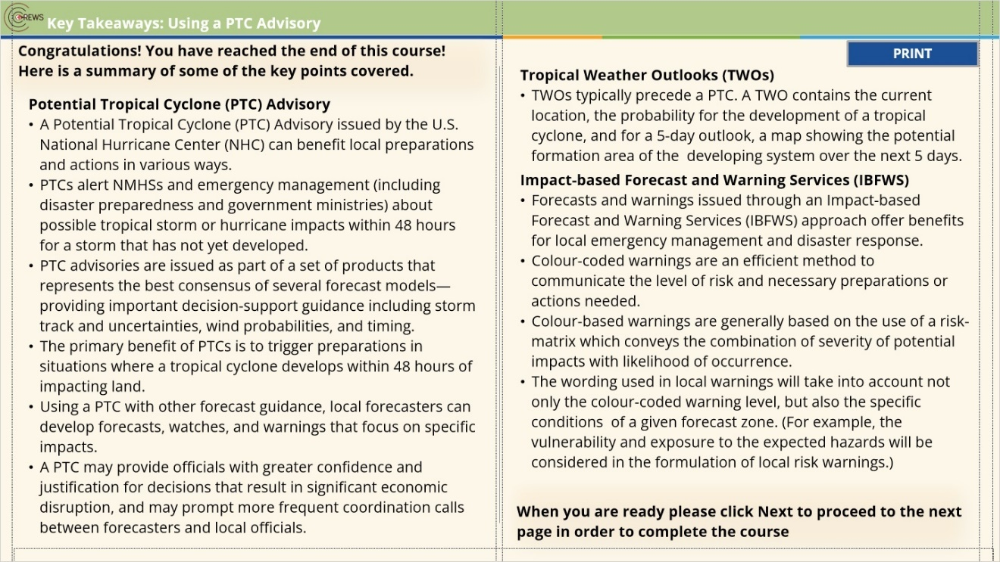 CREWS
Key Takeaways: Using a PTC Advisory
Congratulations! You have reached the end of this course!
Here is a summary of some of the key points covered.
Potential Tropical Cyclone (PTC) Advisory
• A Potential Tropical Cyclone (PTC) Advisory issued by the U.S.
National Hurricane Center (NHC) can benefit local preparations
and actions in various ways.
• PTCs alert NMHSs and emergency management (including
disaster preparedness and government ministries) about
possible tropical storm or hurricane impacts within 48 hours
for a storm that has not yet developed.
• PTC advisories are issued as part of a set of products that
represents the best consensus of several forecast models—
providing important decision-support guidance including storm
track and uncertainties, wind probabilities, and timing.
• The primary benefit of PTCs is to trigger preparations in
situations where a tropical cyclone develops within 48 hours of
impacting land.
• Using a PTC with other forecast guidance, local forecasters can
develop forecasts, watches, and warnings that focus on specific
impacts.
• A PTC may provide officials with greater confidence and
justification for decisions that result in significant economic
disruption, and may prompt more frequent coordination calls
between forecasters and local officials.
PRINT
Tropical Weather Outlooks (TWOs)
• TWOs typically precede a PTC. A TWO contains the current
location, the probability for the development of a tropical
cyclone, and for a 5-day outlook, a map showing the potential
formation area of the  developing system over the next 5 days.
Impact-based Forecast and Warning Services (IBFWS)
• Forecasts and warnings issued through an Impact-based
Forecast and Warning Services (IBFWS) approach offer benefits
for local emergency management and disaster response.
• Colour-coded warnings are an efficient method to
communicate the level of risk and necessary preparations or
actions needed.
• Colour-based warnings are generally based on the use of a risk-
matrix which conveys the combination of severity of potential
impacts with likelihood of occurrence.
• The wording used in local warnings will take into account not
only the colour-coded warning level, but also the specific
conditions  of a given forecast zone. (For example, the
vulnerability and exposure to the expected hazards will be
considered in the formulation of local risk warnings.)
When you are ready please click Next to proceed to the next
page in order to complete the course